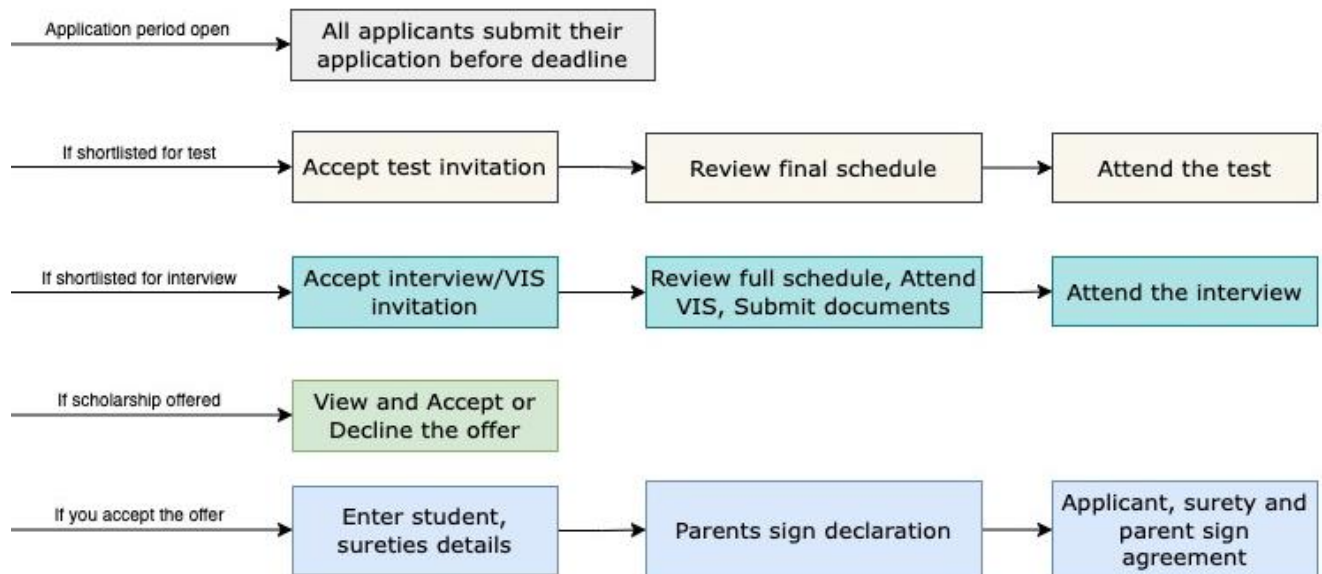 Application period open
All applicants submit their
application before deadline
If shortlisted for test
Accept test invitation
Review final schedule
Attend the test
If shortlisted for interview
Accept interview/VIS
invitation
Review full schedule, Attend
VIS, Submit documents
Attend the interview
If scholarship offered
View and Accept or
Decline the offer
If you accept the offer
Enter student,
sureties details
Parents sign declaration
Applicant, surety and
parent sign
agreement